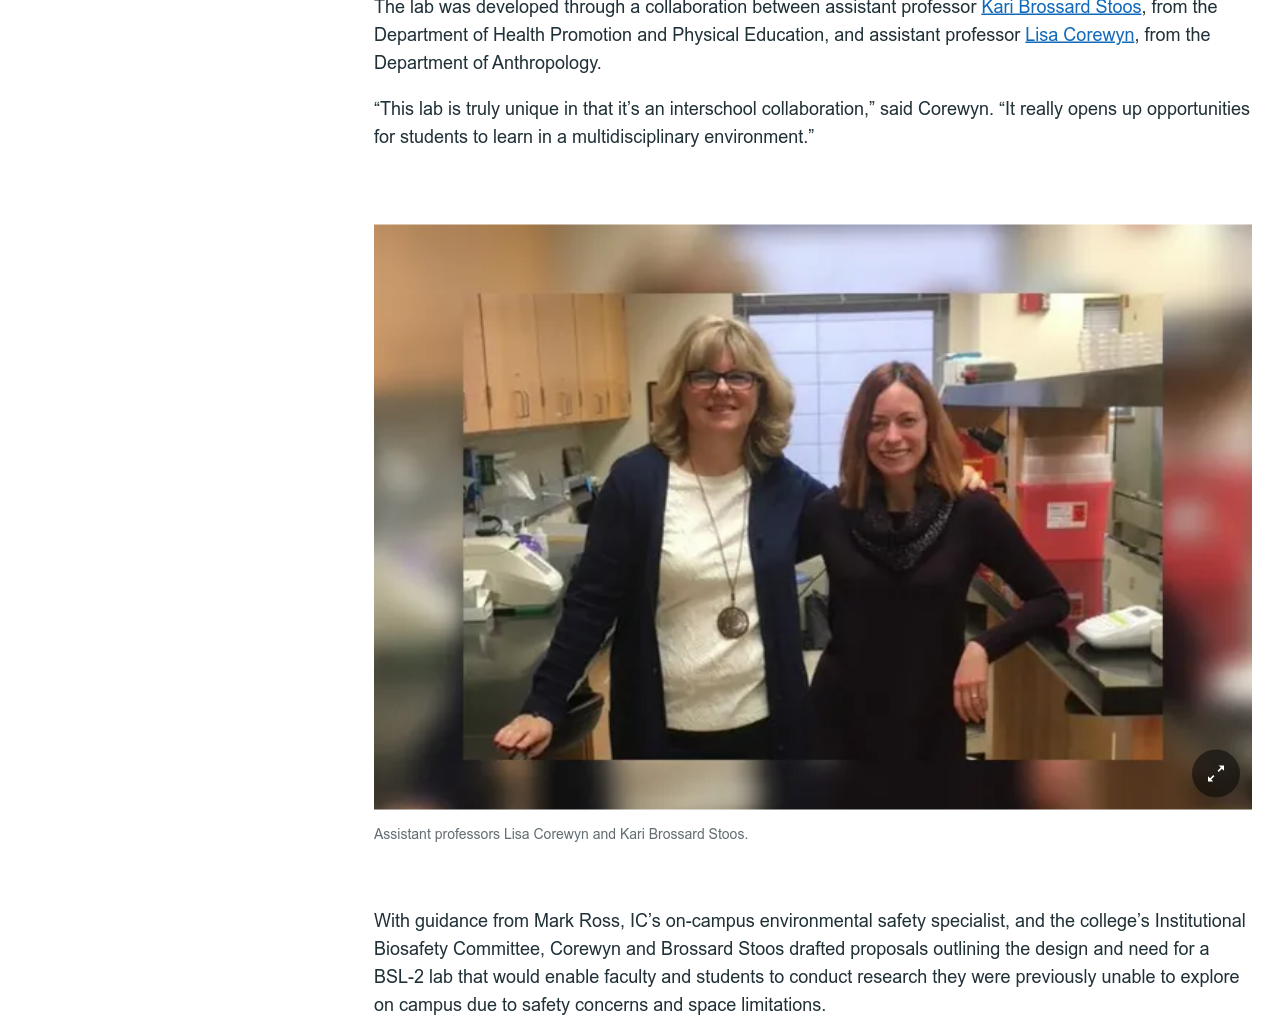 The lab was developed through a collaboration between assistant professor Kari Brossard Stoos, from the
Department of Health Promotion and Physical Education, and assistant professor Lisa Corewyn, from the
Department of Anthropology.
“This lab is truly unique in that it’s an interschool collaboration,” said Corewyn. “It really opens up opportunities
for students to learn in a multidisciplinary environment.”
Assistant professors Lisa Corewyn and Kari Brossard Stoos.
With guidance from Mark Ross, IC’s on-campus environmental safety specialist, and the college’s Institutional
Biosafety Committee, Corewyn and Brossard Stoos drafted proposals outlining the design and need for a
BSL-2 lab that would enable faculty and students to conduct research they were previously unable to explore
on campus due to safety concerns and space limitations.